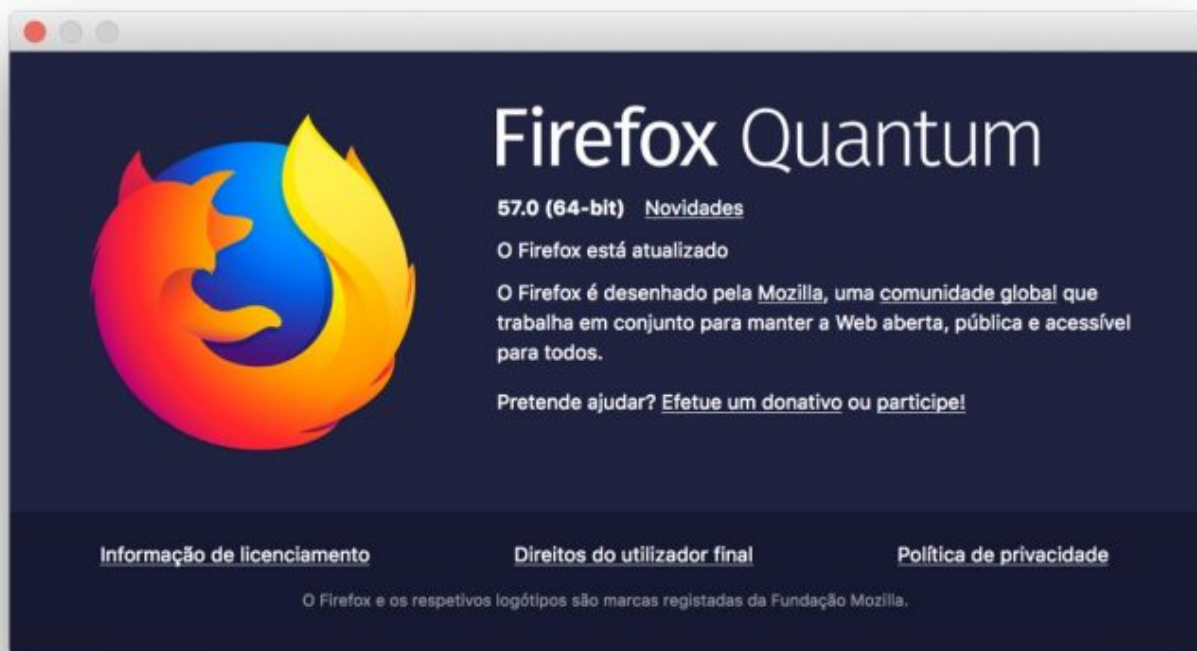 Firefox Quantum
57.0 (64-bit) Novidades
O Firefox está atualizado
O Firefox é desenhado pela Mozilla, uma comunidade global que
trabalha em conjunto para manter a Web aberta, pública e acessível
para todos.
Pretende ajudar? Efetue um donativo ou participe!
Informação de licenciamento Direitos do utilizador final Política de privacidade
O Firefox e os respetivos logótipos são marcas registadas da Fundação Mozilla.